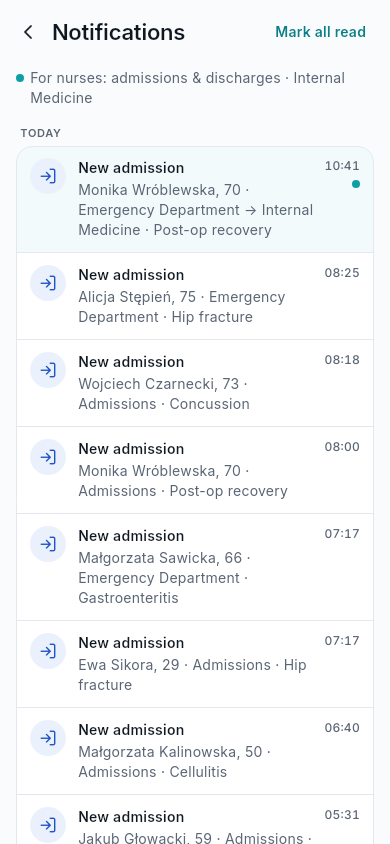 Notifications
Mark all read
For nurses: admissions & discharges · Internal
Medicine
TODAY
New admission
10:41
Monika Wróblewska, 70 ·
Emergency Department → Internal
Medicine · Post-op recovery
New admission
08:25
Alicja Stępień, 75 · Emergency
Department · Hip fracture
New admission
08:18
Wojciech Czarnecki, 73 ·
Admissions · Concussion
New admission
08:00
Monika Wróblewska, 70 ·
Admissions · Post-op recovery
New admission
07:17
Małgorzata Sawicka, 66 ·
Emergency Department ·
Gastroenteritis
New admission
07:17
Ewa Sikora, 29 · Admissions · Hip
fracture
New admission
06:40
Małgorzata Kalinowska, 50 ·
Admissions · Cellulitis
New admission
05:31
Jakub Głowacki, 59 · Admissions ·